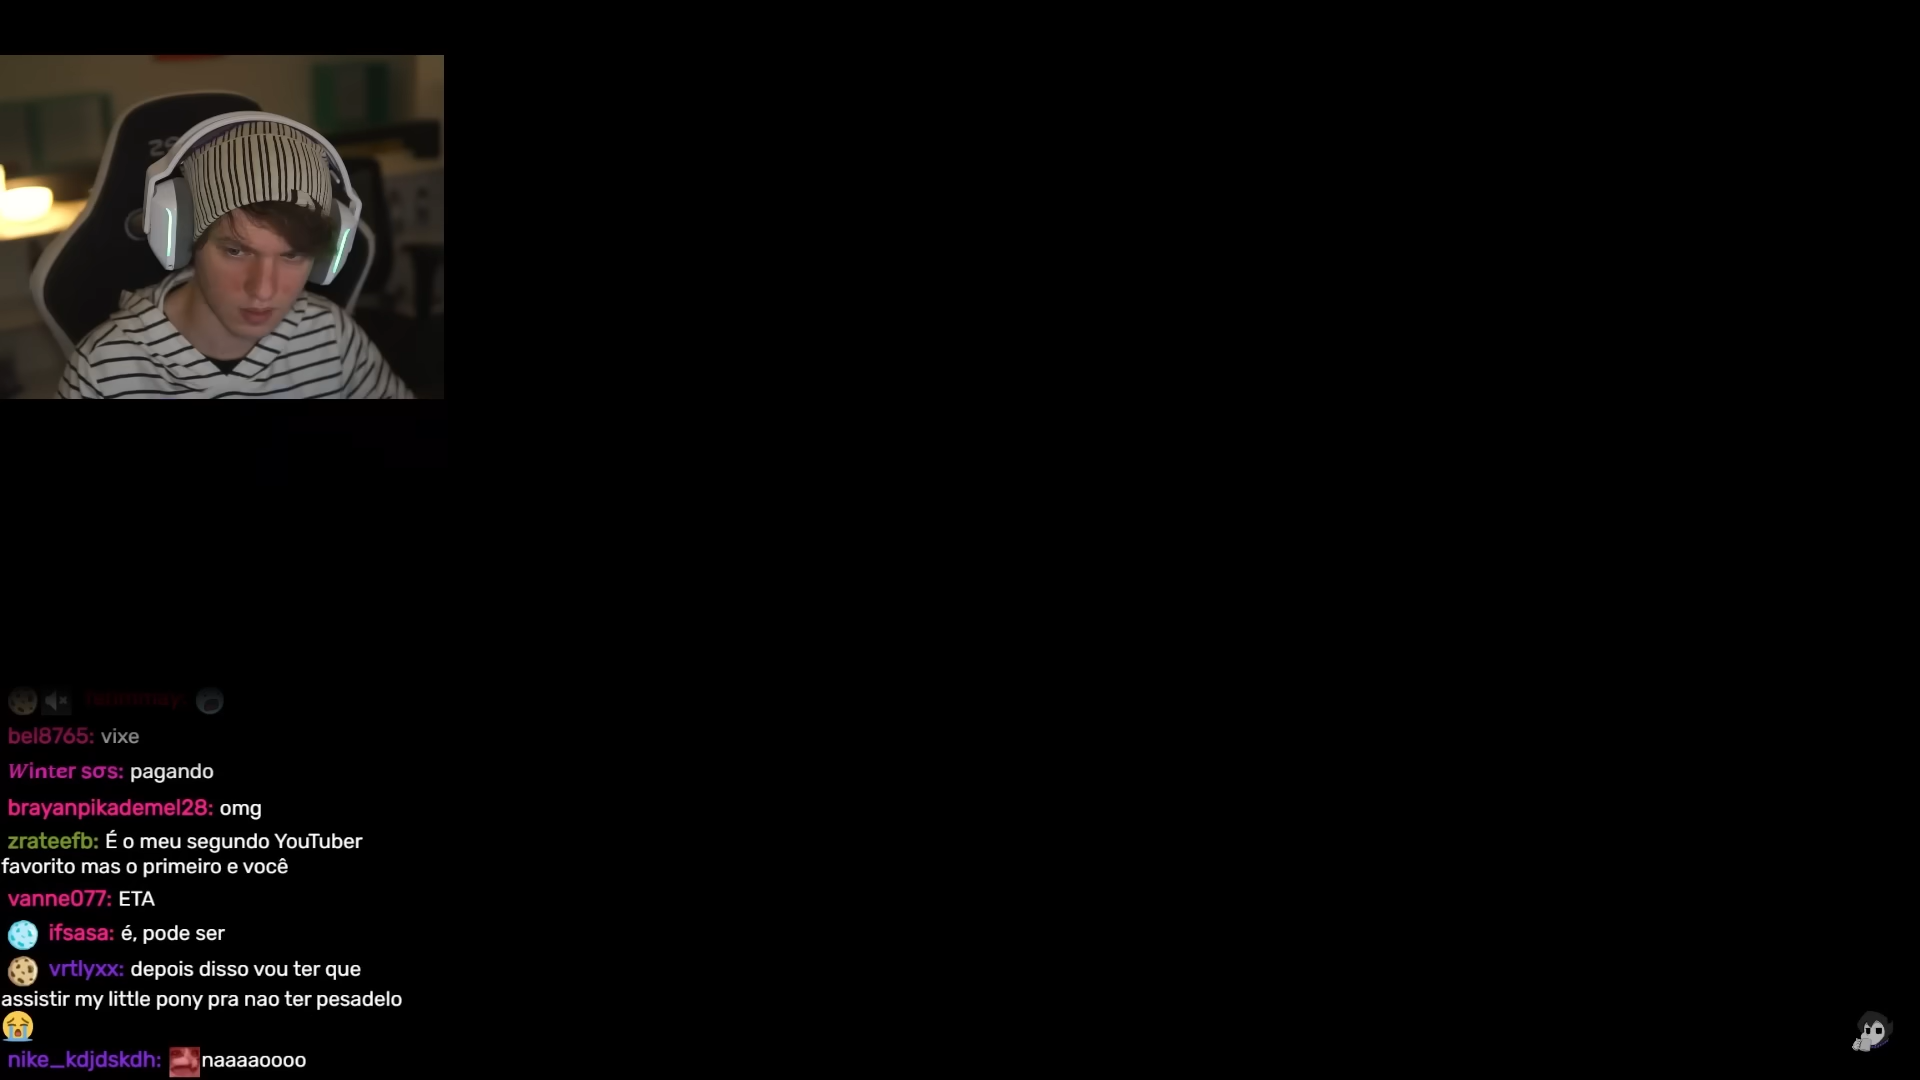 bel8765: vixe
Winter sσs: pagando
brayanpikademel28: omg
zrateefb: É o meu segundo YouTuber
favorito mas o primeiro e você
vanne077: ETA
ifsasa: é, pode ser
vrtlyxx: depois disso vou ter que
assistir my little pony pra nao ter pesadelo
nike_kdjdskdh: naaaaoooo